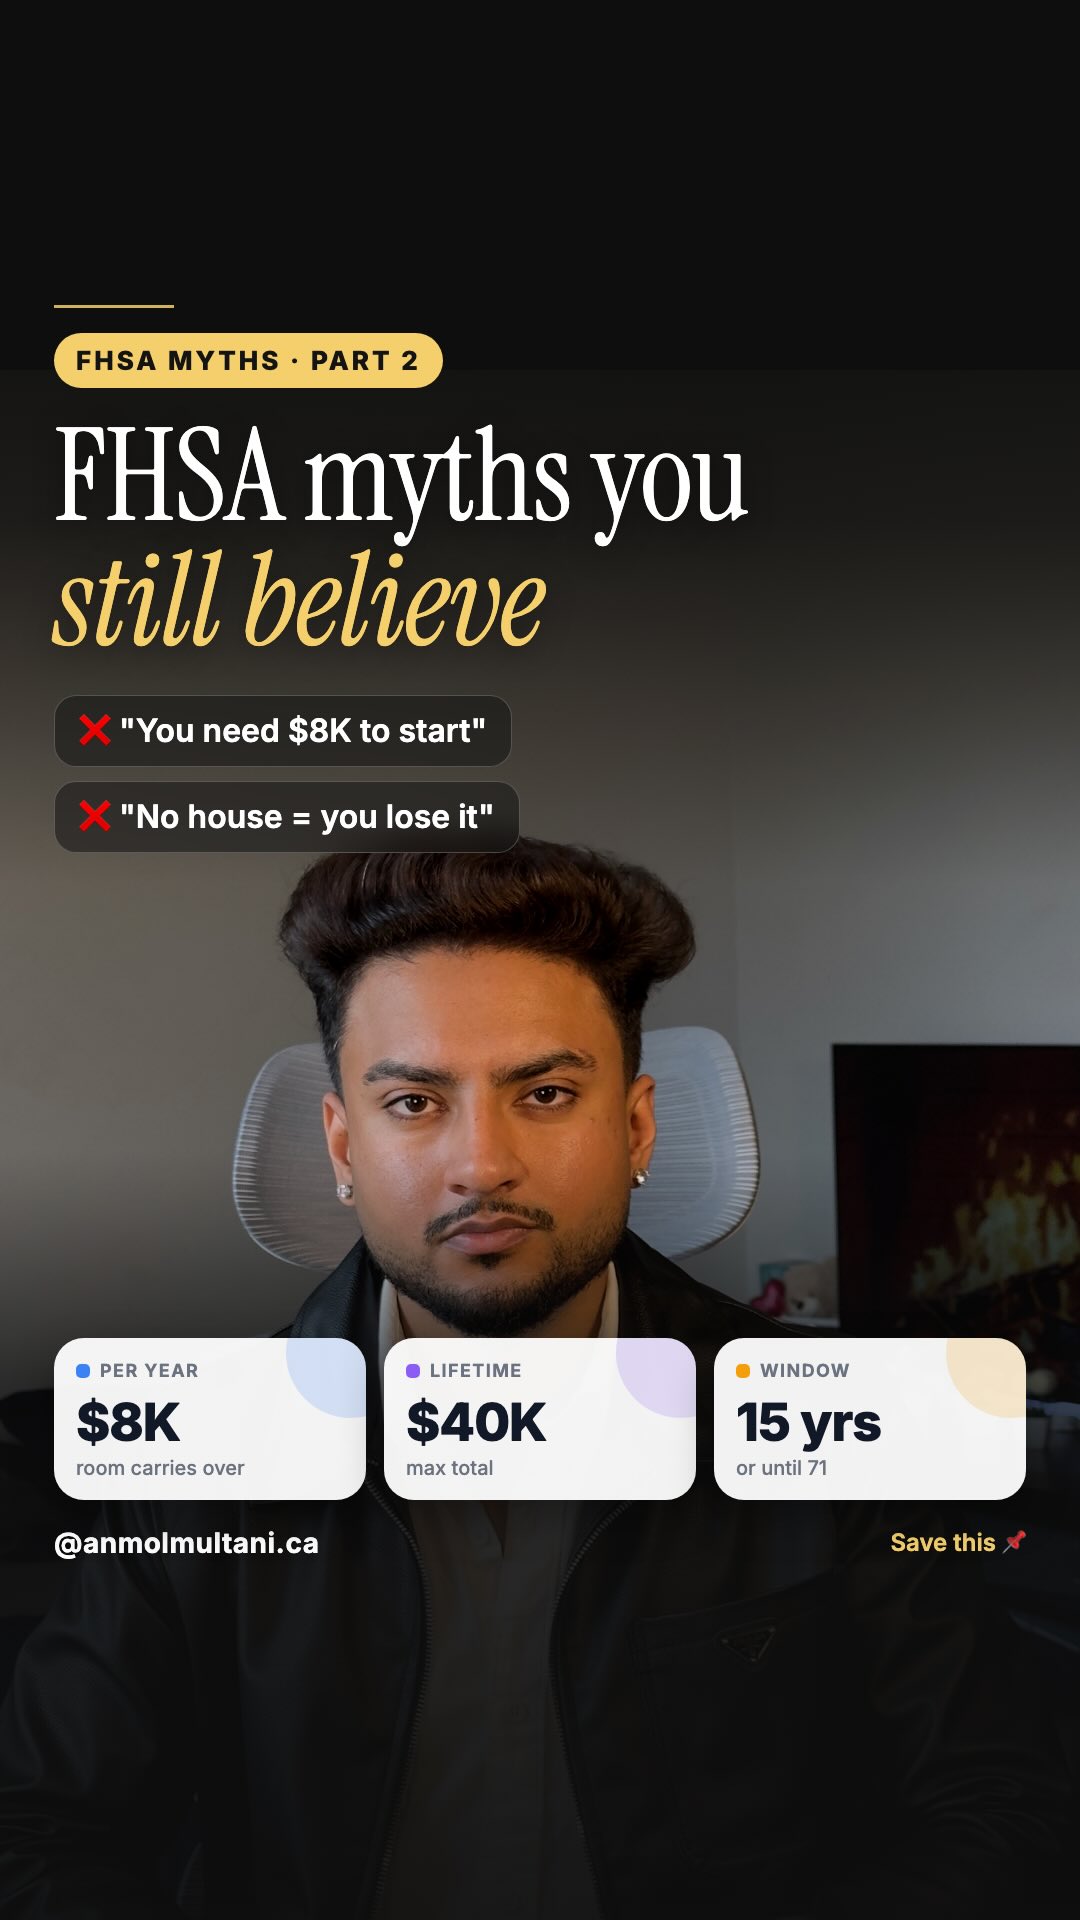 FHSA MYTHS · PART 2
FHSA myths you
still believe
❌ "You need $8K to start"
❌ "No house = you lose it"
PER YEAR
$8K
room carries over
LIFETIME
$40K
max total
WINDOW
15 yrs
or until 71
@anmolmultani.ca
Save this 📌